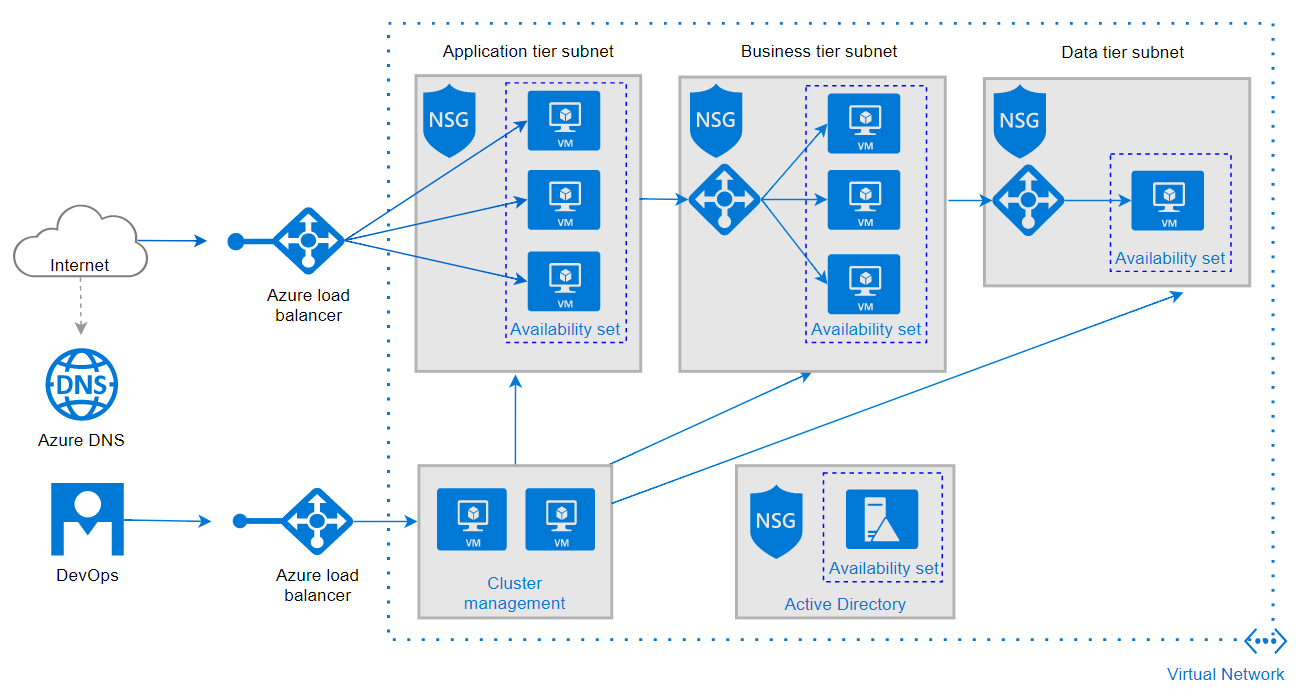 Application tier subnet
Business tier subnet
Data tier subnet
NSG
VM
VM
VM
Availability set
NSG
VM
VM
VM
Availability set
NSG
VM
Availability set
Internet
Azure load
balancer
DNS
Azure DNS
DevOps
Azure load
balancer
VM
VM
Cluster
management
NSG
Availability set
Active Directory
Virtual Network